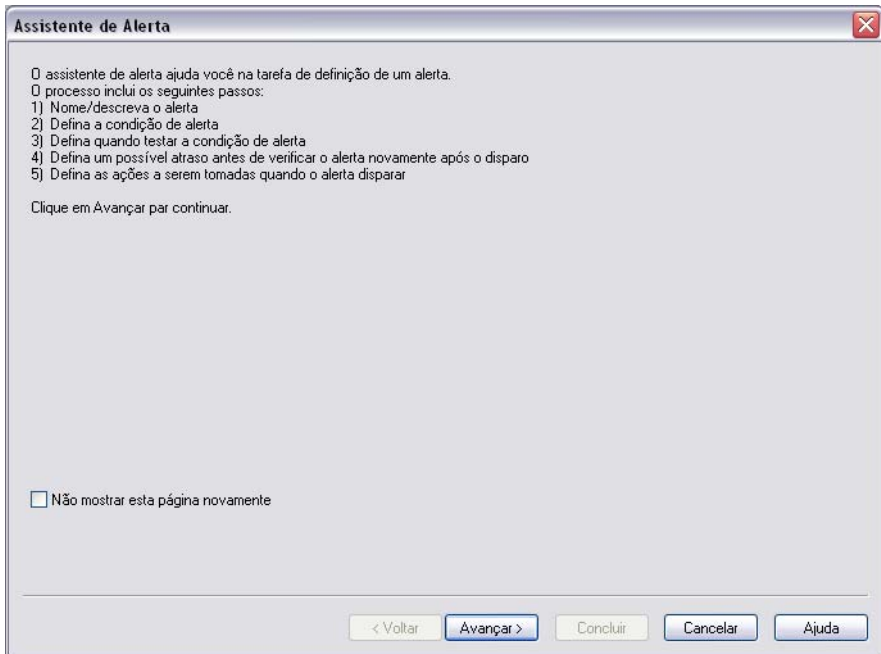 Assistente de Alerta
O assistente de alerta ajuda você na tarefa de definição de um alerta.
O processo inclui os seguintes passos:
1) Nome/descreva o alerta
2) Defina a condição de alerta
3) Defina quando testar a condição de alerta
4) Defina um possível atraso antes de verificar o alerta novamente após o disparo
5) Defina as ações a serem tomadas quando o alerta disparar
Clique em Avançar par continuar.
Não mostrar esta página novamente
< Voltar Avançar > Concluir Cancelar Ajuda